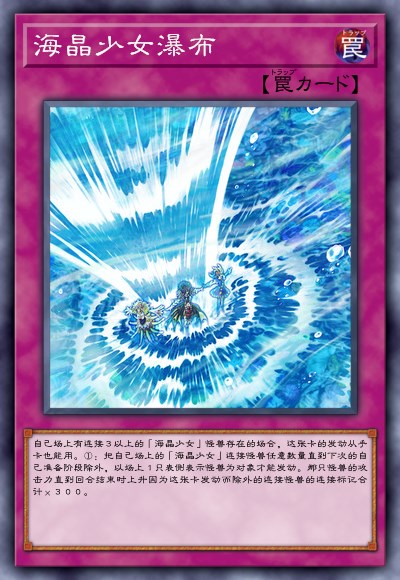 海晶少女瀑布
トラップ
罠
トラップ
【罠カード】
自己场上有连接３以上的「海晶少女」怪兽存在的场合，这张卡的发动从手
卡也能用。①：把自己场上的「海晶少女」连接怪兽任意数量直到下次的自
己准备阶段除外，以场上１只表侧表示怪兽为对象才能发动。那只怪兽的攻
击力直到回合结束时上升因为这张卡发动而除外的连接怪兽的连接标记合
计×３００。